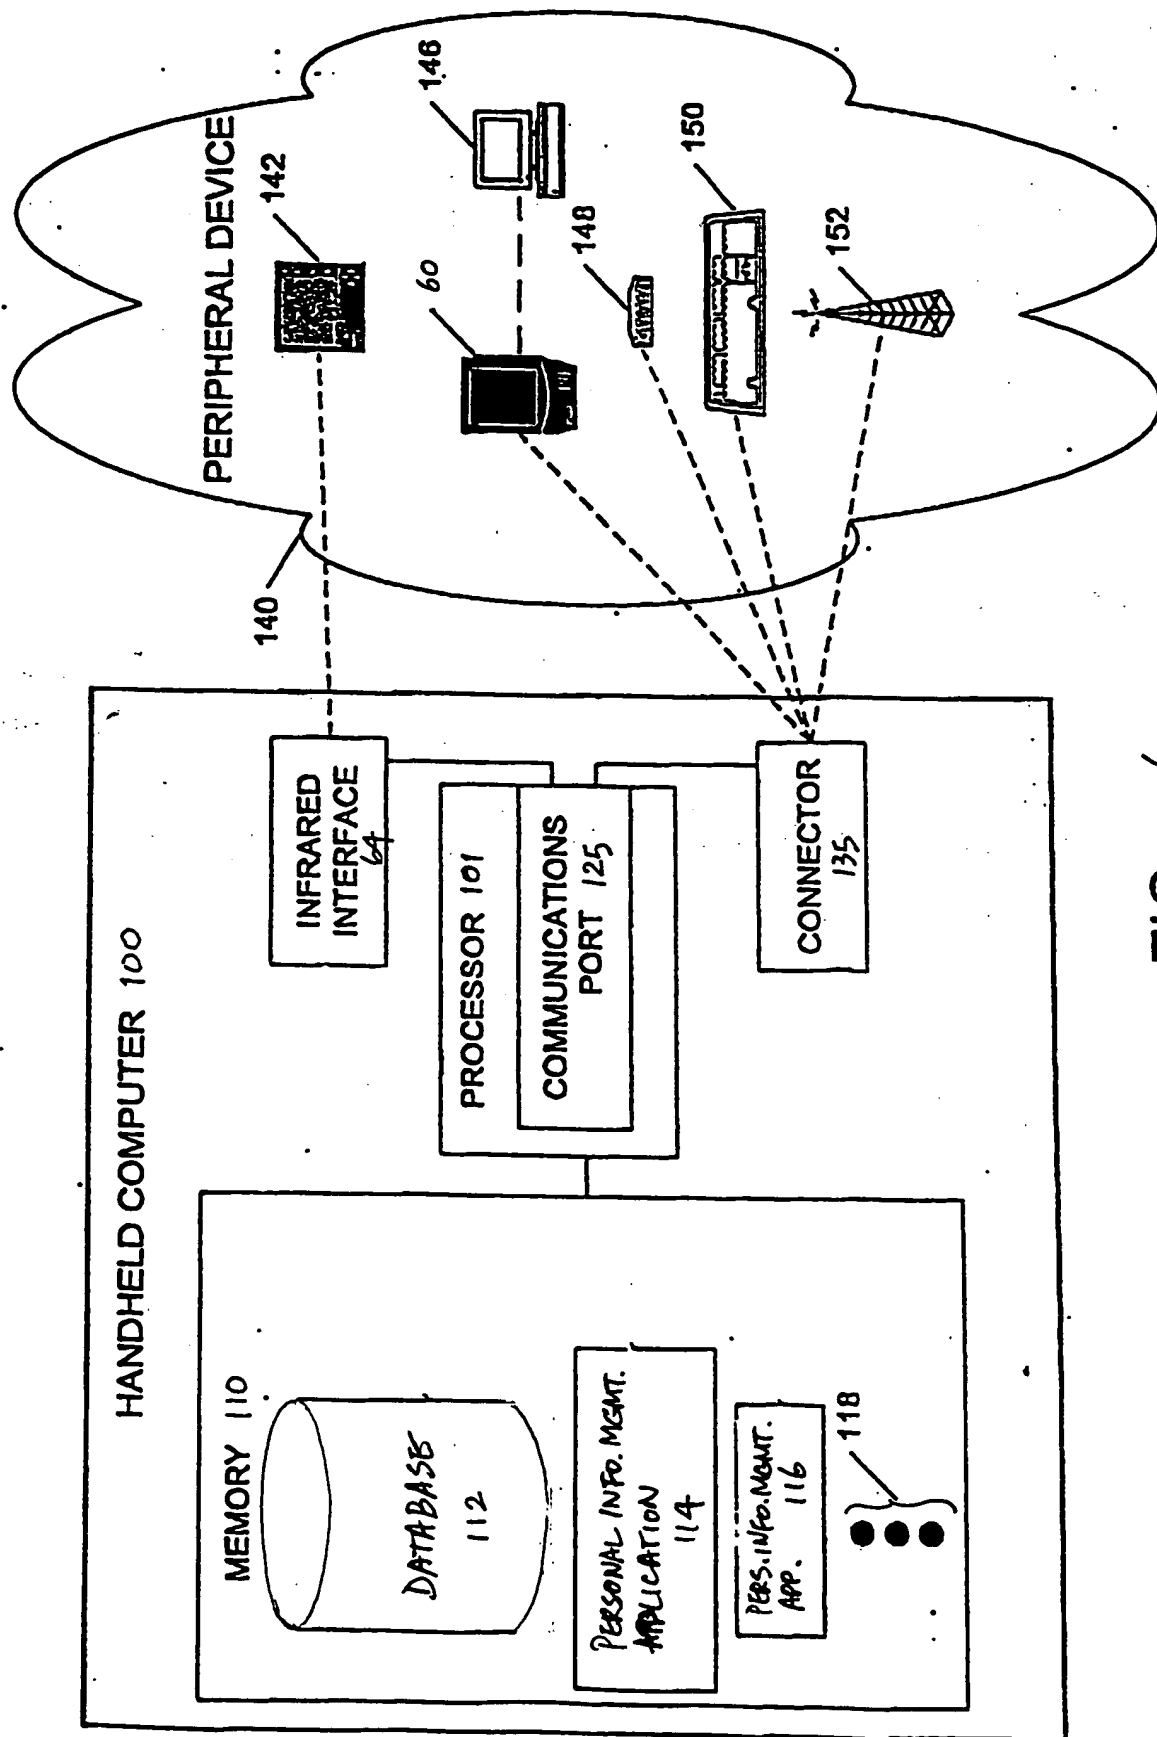 HANDHELD COMPUTER 100
MEMORY 110
DATABASE
112
PERSONAL INFO. MGMT.
APPLICATION
114
PERS. INFO. MGMT.
APP. 116
118
PROCESSOR 101
COMMUNICATIONS
PORT 125
INFRARED
INTERFACE
64
CONNECTOR
135
140
PERIPHERAL DEVICE
142
60
146
148
150
152